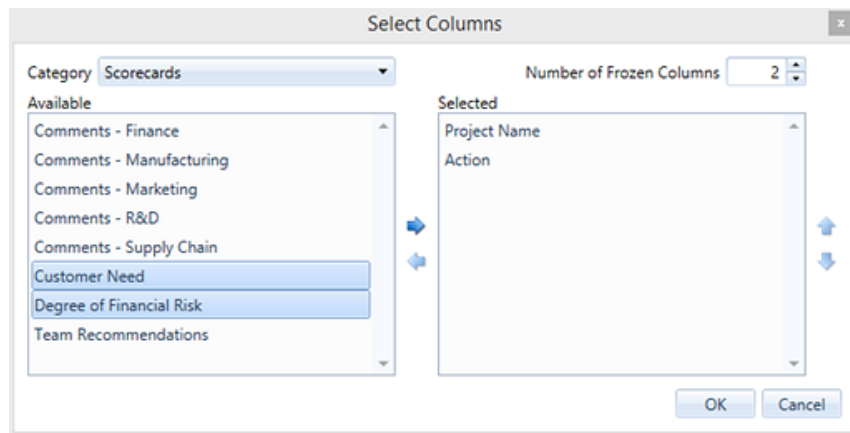 Select Columns
x
Category Scorecards
Number of Frozen Columns 2
Available
Comments - Finance
Comments - Manufacturing
Comments - Marketing
Comments - R&D
Comments - Supply Chain
Customer Need
Degree of Financial Risk
Team Recommendations
Selected
Project Name
Action
OK
Cancel